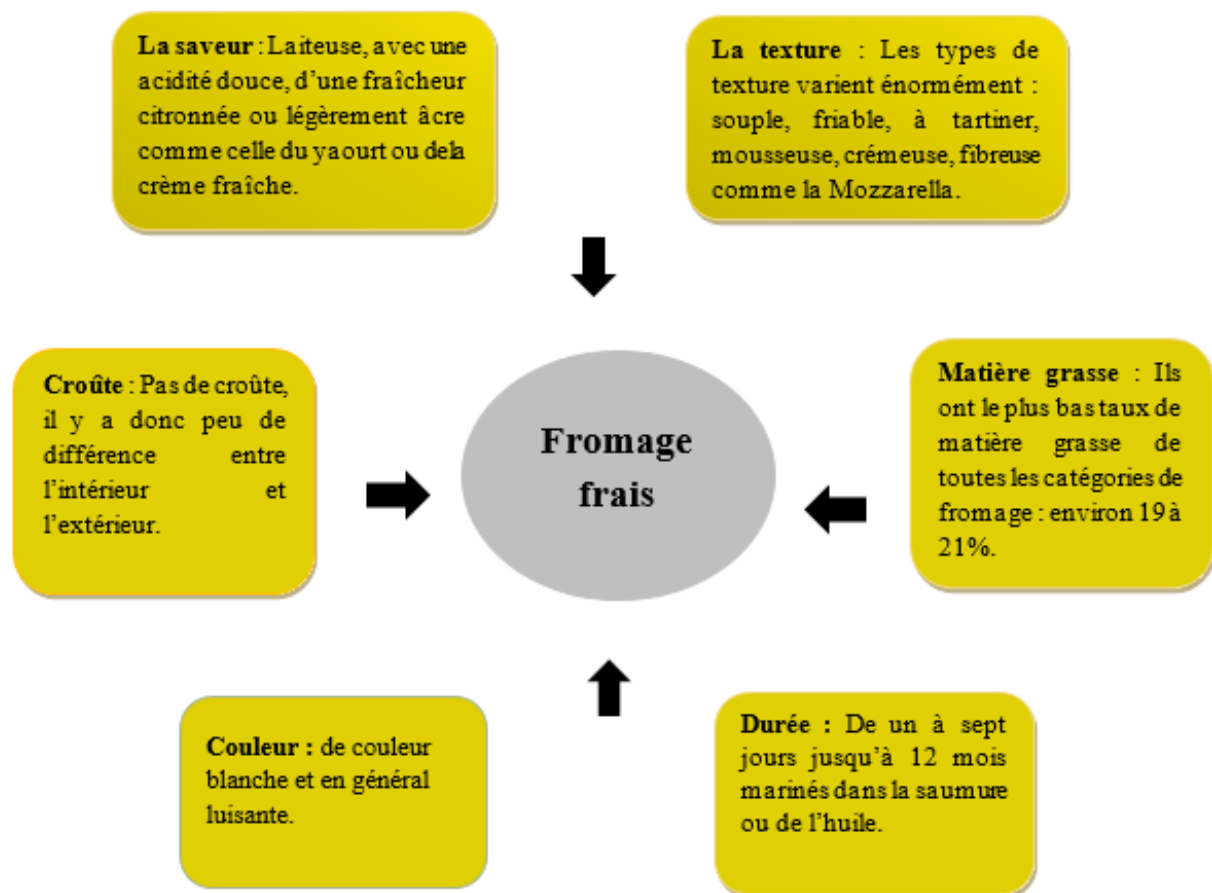 La saveur : Laiteuse, avec une
acidité douce, d'une fraîcheur
citronnée ou légèrement âcre
comme celle du yaourt ou dela
crème fraîche.
La texture : Les types de
texture varient énormément :
souple, friable, à tartiner,
mousseuse, crémeuse, fibreuse
comme la Mozzarella.
Croûte : Pas de croûte,
il y a donc peu de
différence entre
l'intérieur et
l'extérieur.
Fromage
frais
Matière grasse : Ils
ont le plus bas taux de
matière grasse de
toutes les catégories de
fromage : environ 19 à
21%.
Couleur : de couleur
blanche et en général
luisante.
Durée : De un à sept
jours jusqu'à 12 mois
marinés dans la saumure
ou de l'huile.